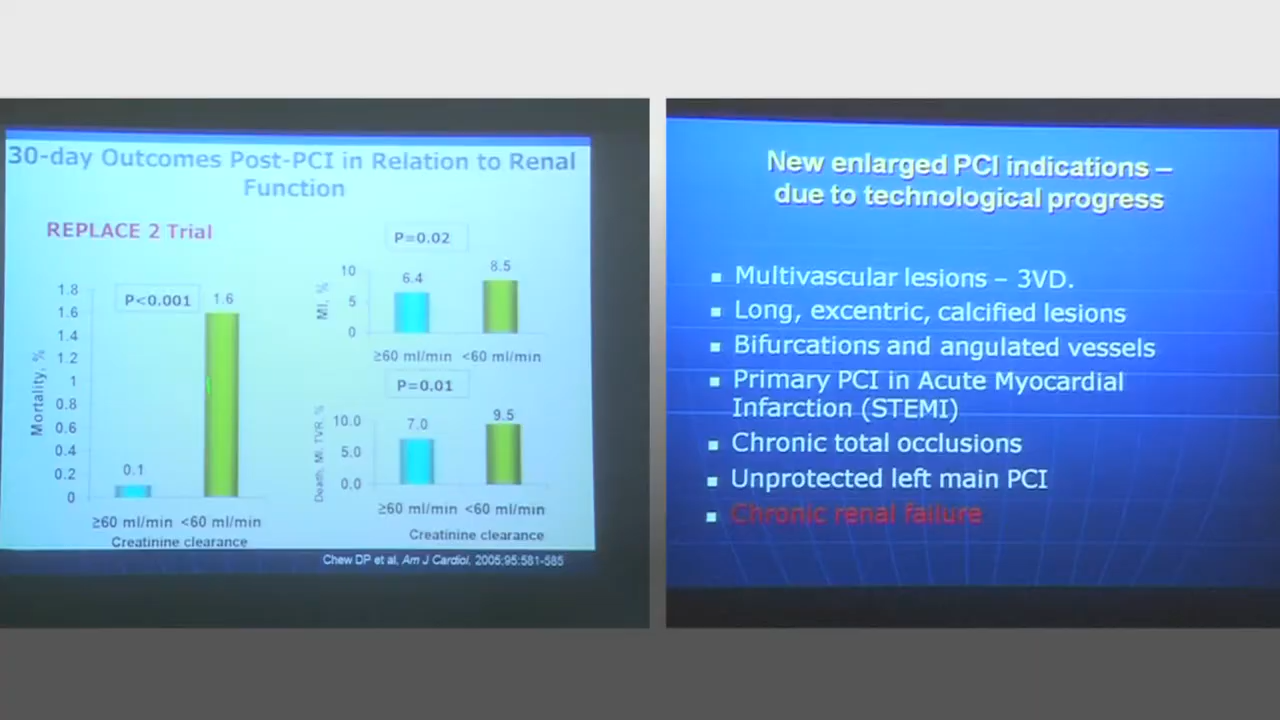 30-day Outcomes Post-PCI in Relation to Renal
Function
REPLACE 2 Trial
P<0.001
1.8
1.6
1.4
1.2
1
0.8
0.6
0.4
0.2
0
Mortality, %
0.1
1.6
≥60 ml/min <60 ml/min
Creatinine clearance
P=0.02
MI, %
10
5
0
6.4
8.5
≥60 ml/min <60 ml/min
P=0.01
Death, MI, TVR, %
10.0
5.0
0.0
7.0
9.5
≥60 ml/min <60 ml/min
Creatinine clearance
Chew DP et al, Am J Cardiol, 2005;95:581-585
New enlarged PCI indications –
due to technological progress
▪ Multivascular lesions – 3VD.
▪ Long, excentric, calcified lesions
▪ Bifurcations and angulated vessels
▪ Primary PCI in Acute Myocardial
Infarction (STEMI)
▪ Chronic total occlusions
▪ Unprotected left main PCI
▪ Chronic renal failure